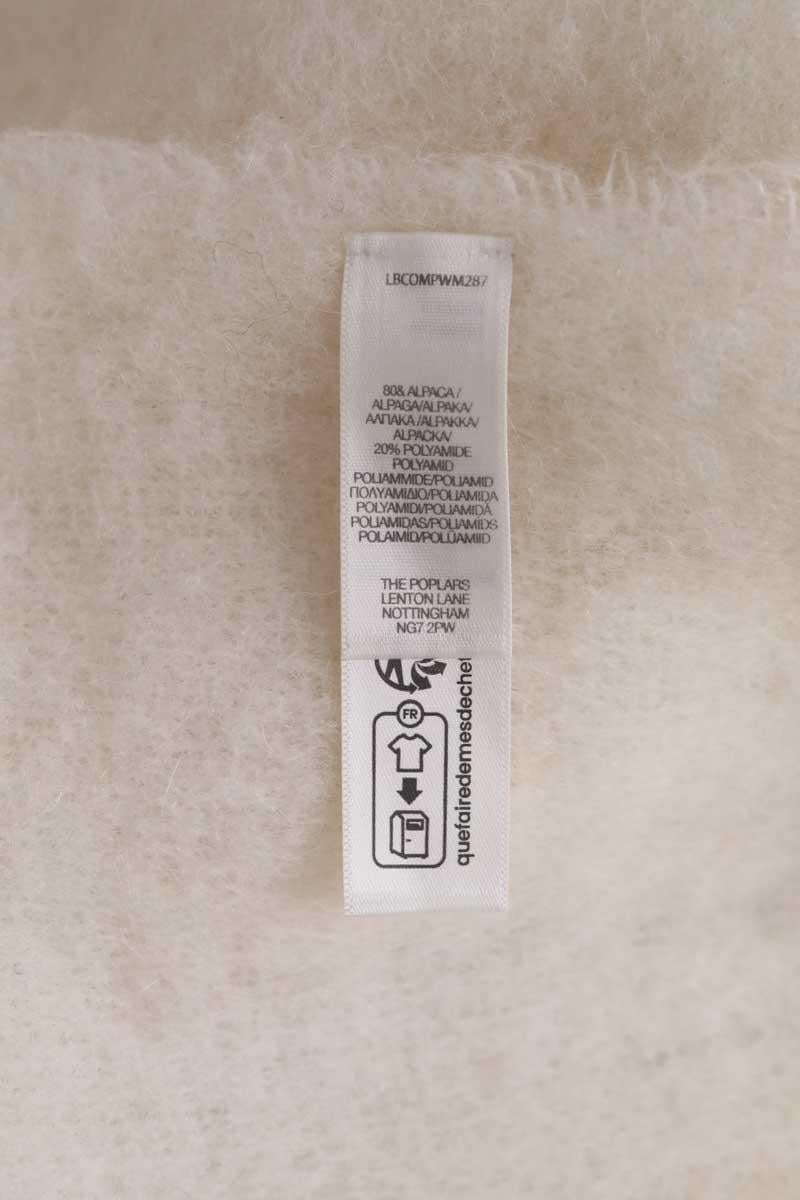 LBCOMPWM287
80& ALPACA /
ALPAGA/ALPAKA/
ΑΛΠΑΚΑ /ALPAKKA/
ALPACKA/
20% POLYAMIDE
POLYAMID
POLIAMMIDE/POLIAMID
ΠΟΛΥΑΜΙΔΙΟ/POLIAMIDA
POLYAMIDI/POLIAMIDĂ
POLIAMIDAS/POLIAMIDS
POLAIMID/POLÜAMIID
THE POPLARS
LENTON LANE
NOTTINGHAM
NG7 2PW
FR
quefairedemesdechet